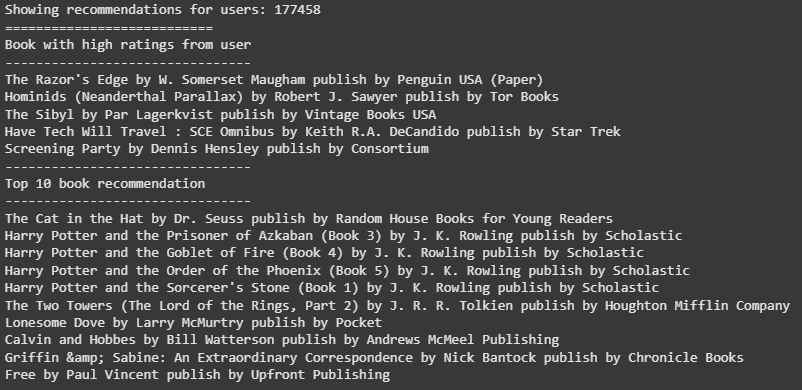 Showing recommendations for users: 177458
===========================
Book with high ratings from user
--------------------------------
The Razor's Edge by W. Somerset Maugham publish by Penguin USA (Paper)
Hominids (Neanderthal Parallax) by Robert J. Sawyer publish by Tor Books
The Sibyl by Par Lagerkvist publish by Vintage Books USA
Have Tech Will Travel : SCE Omnibus by Keith R.A. DeCandido publish by Star Trek
Screening Party by Dennis Hensley publish by Consortium
--------------------------------
Top 10 book recommendation
--------------------------------
The Cat in the Hat by Dr. Seuss publish by Random House Books for Young Readers
Harry Potter and the Prisoner of Azkaban (Book 3) by J. K. Rowling publish by Scholastic
Harry Potter and the Goblet of Fire (Book 4) by J. K. Rowling publish by Scholastic
Harry Potter and the Order of the Phoenix (Book 5) by J. K. Rowling publish by Scholastic
Harry Potter and the Sorcerer's Stone (Book 1) by J. K. Rowling publish by Scholastic
The Two Towers (The Lord of the Rings, Part 2) by J. R. R. Tolkien publish by Houghton Mifflin Company
Lonesome Dove by Larry McMurtry publish by Pocket
Calvin and Hobbes by Bill Watterson publish by Andrews McMeel Publishing
Griffin &amp; Sabine: An Extraordinary Correspondence by Nick Bantock publish by Chronicle Books
Free by Paul Vincent publish by Upfront Publishing